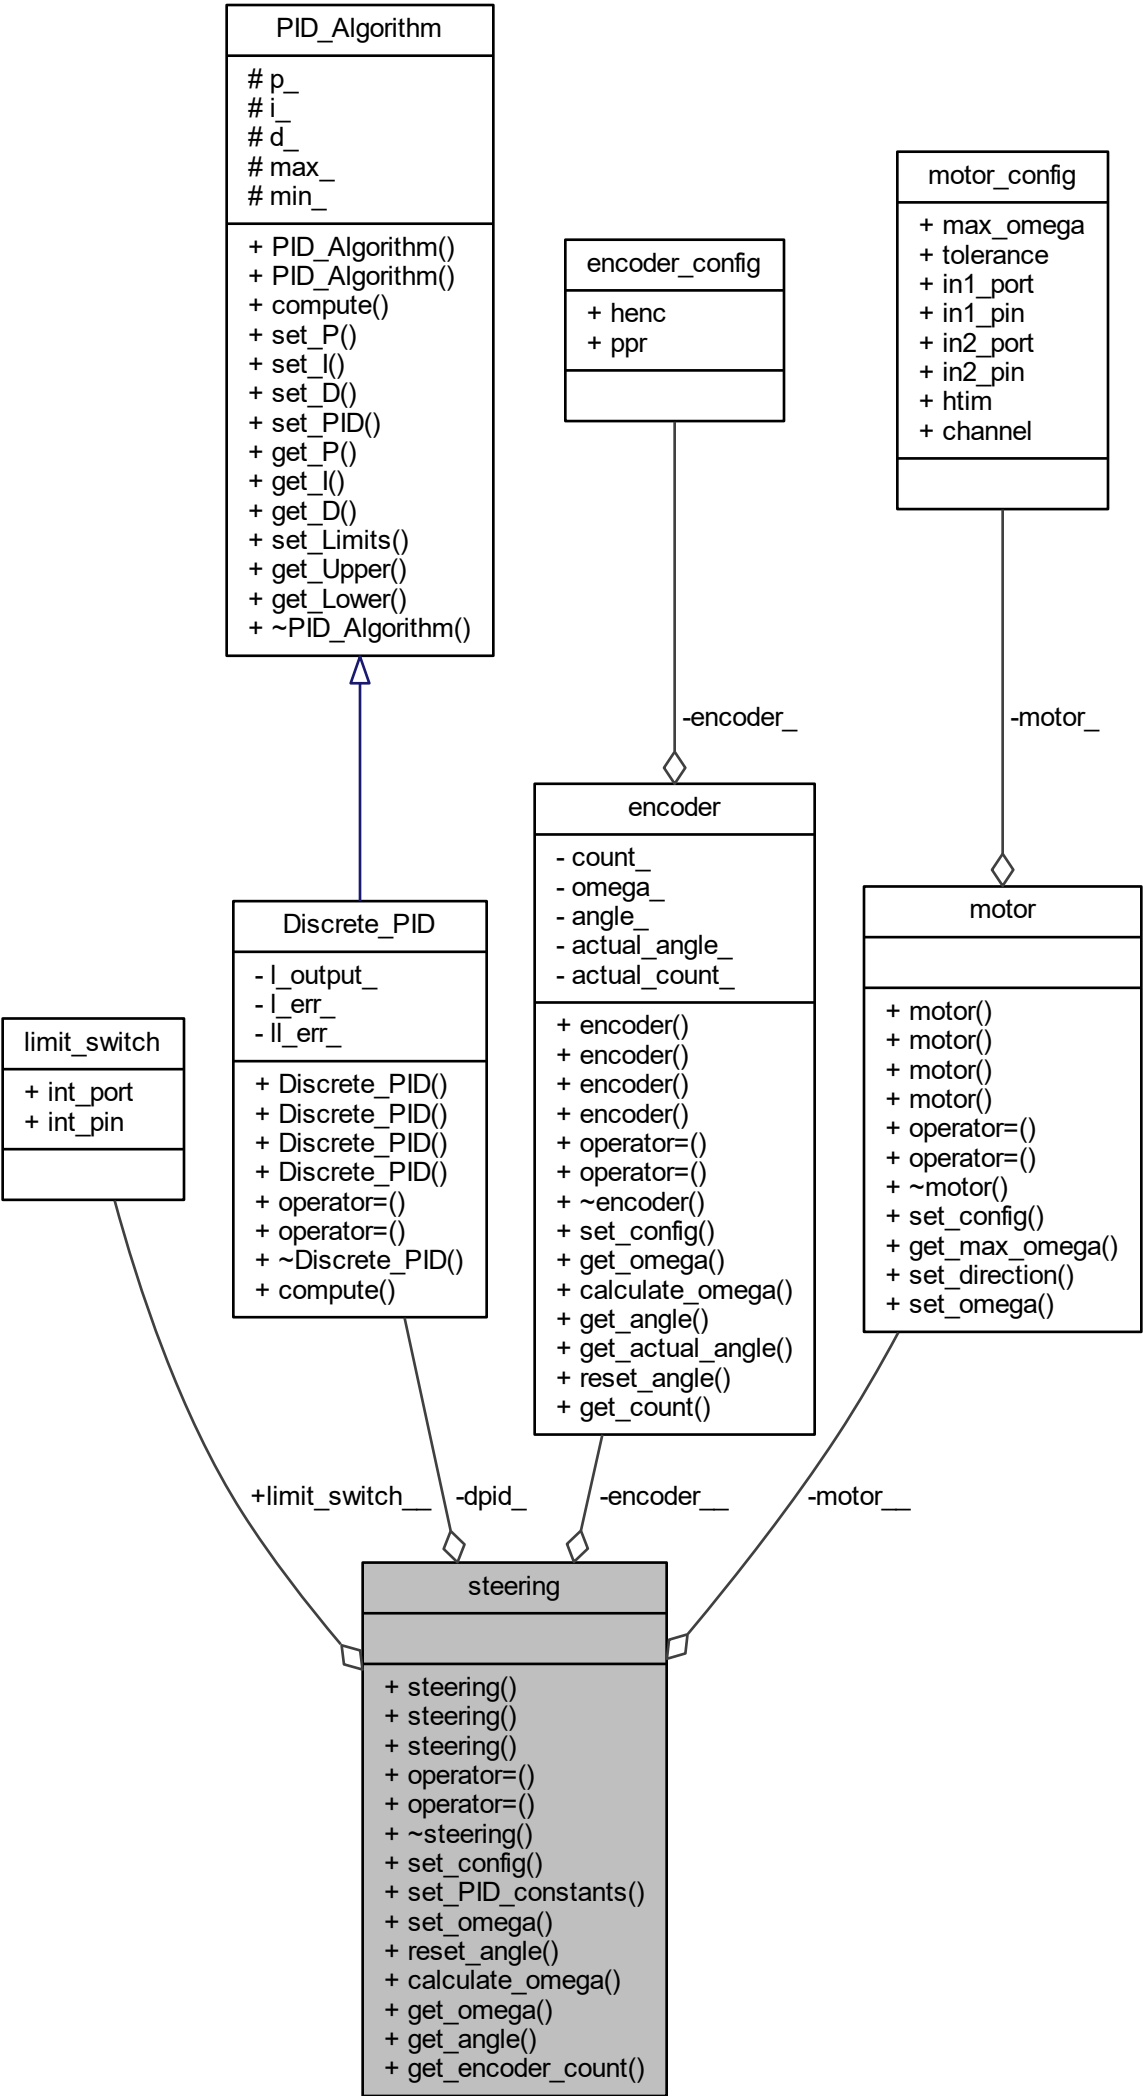 PID_Algorithm
# p_
# i_
# d_
# max_
# min_
+ PID_Algorithm()
+ PID_Algorithm()
+ compute()
+ set_P()
+ set_I()
+ set_D()
+ set_PID()
+ get_P()
+ get_I()
+ get_D()
+ set_Limits()
+ get_Upper()
+ get_Lower()
+ ~PID_Algorithm()
encoder_config
+ henc
+ ppr
motor_config
+ max_omega
+ tolerance
+ in1_port
+ in1_pin
+ in2_port
+ in2_pin
+ htim
+ channel
-encoder_
-motor_
limit_switch
+ int_port
+ int_pin
Discrete_PID
- l_output_
- l_err_
- ll_err_
+ Discrete_PID()
+ Discrete_PID()
+ Discrete_PID()
+ Discrete_PID()
+ operator=()
+ operator=()
+ ~Discrete_PID()
+ compute()
encoder
- count_
- omega_
- angle_
- actual_angle_
- actual_count_
+ encoder()
+ encoder()
+ encoder()
+ encoder()
+ operator=()
+ operator=()
+ ~encoder()
+ set_config()
+ get_omega()
+ calculate_omega()
+ get_angle()
+ get_actual_angle()
+ reset_angle()
+ get_count()
motor
+ motor()
+ motor()
+ motor()
+ motor()
+ operator=()
+ operator=()
+ ~motor()
+ set_config()
+ get_max_omega()
+ set_direction()
+ set_omega()
+limit_switch__
-dpid_
-encoder__
-motor__
steering
+ steering()
+ steering()
+ steering()
+ operator=()
+ operator=()
+ ~steering()
+ set_config()
+ set_PID_constants()
+ set_omega()
+ reset_angle()
+ calculate_omega()
+ get_omega()
+ get_angle()
+ get_encoder_count()